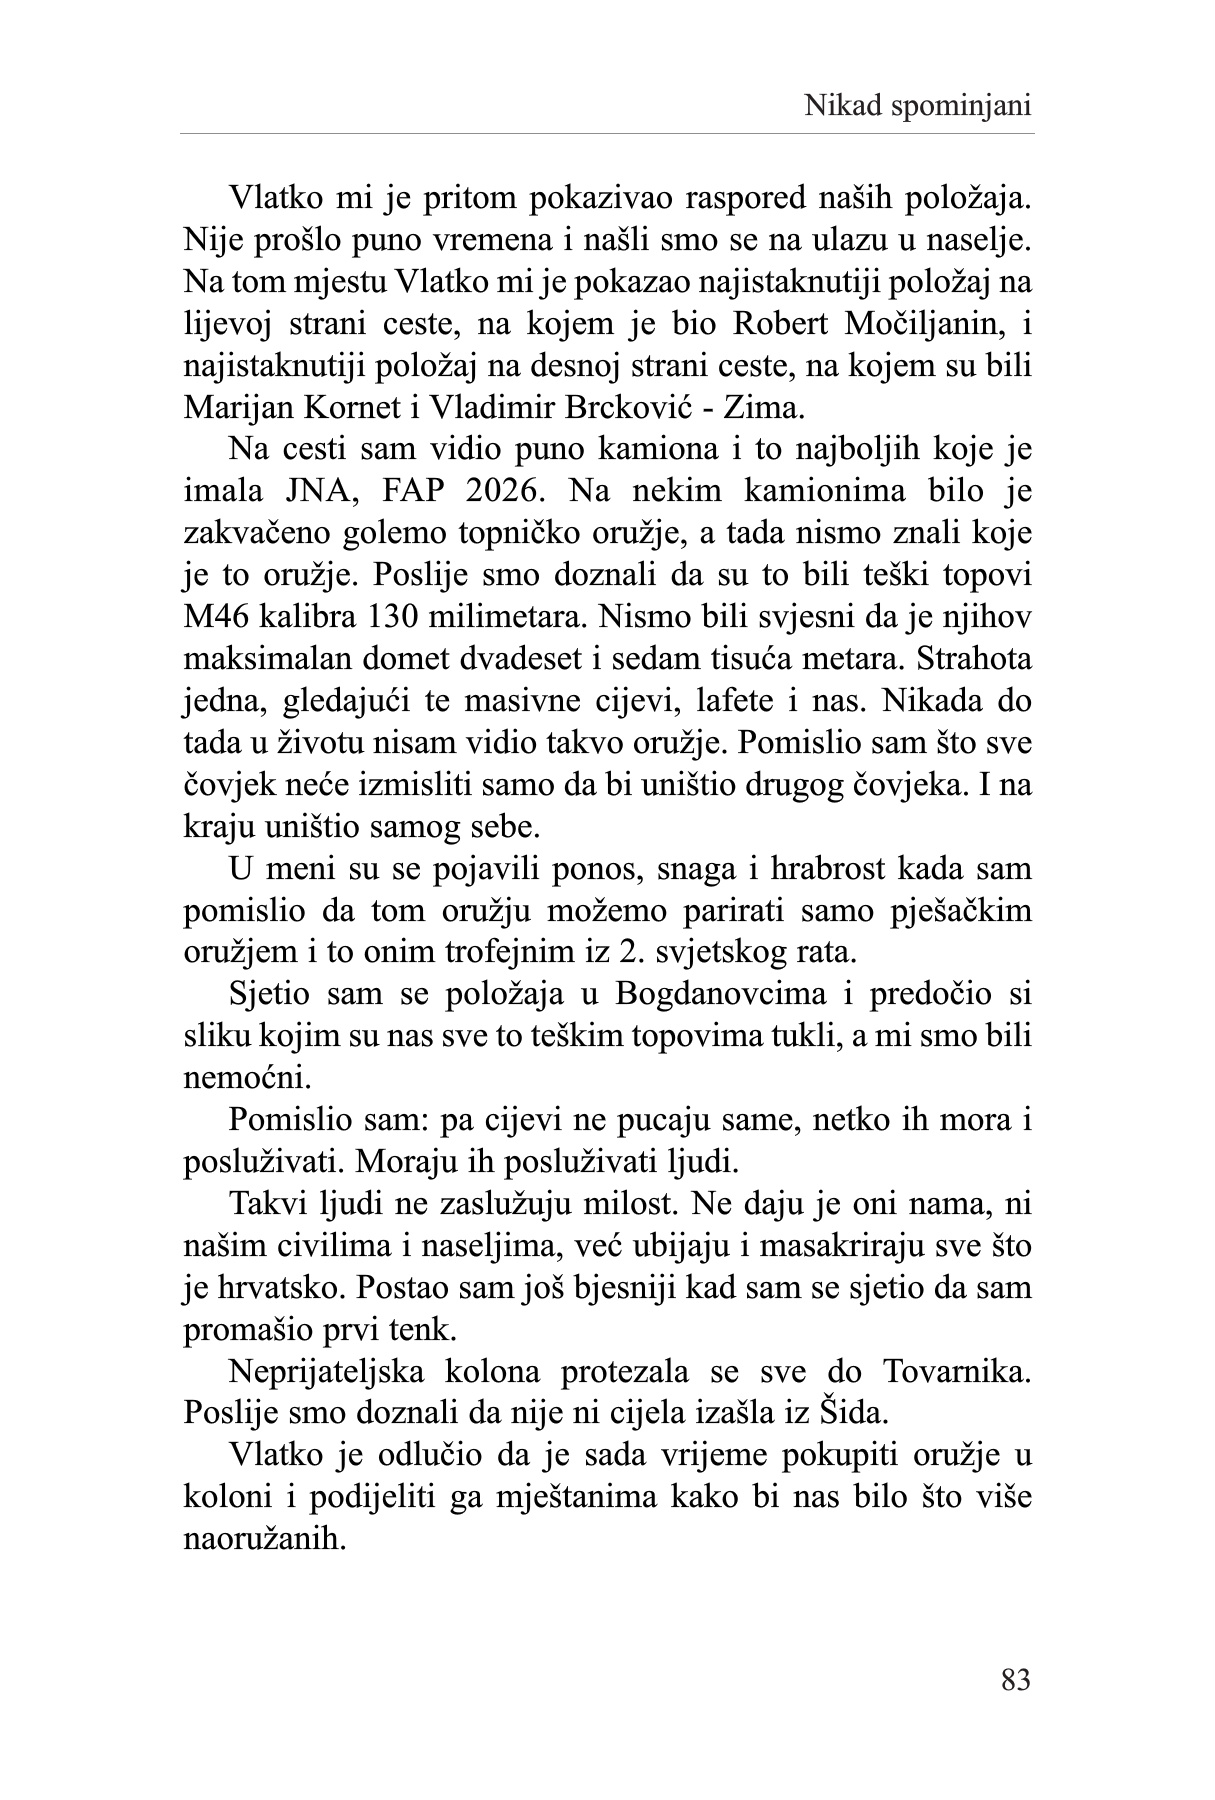 Nikad spominjani
Vlatko mi je pritom pokazivao raspored naših položaja.
Nije prošlo puno vremena i našli smo se na ulazu u naselje.
Na tom mjestu Vlatko mi je pokazao najistaknutiji položaj na
lijevoj strani ceste, na kojem je bio Robert Močiljanin, i
najistaknutiji položaj na desnoj strani ceste, na kojem su bili
Marijan Kornet i Vladimir Brcković - Zima.
Na cesti sam vidio puno kamiona i to najboljih koje je
imala JNA, FAP 2026. Na nekim kamionima bilo je
zakvačeno golemo topničko oružje, a tada nismo znali koje
je to oružje. Poslije smo doznali da su to bili teški topovi
M46 kalibra 130 milimetara. Nismo bili svjesni da je njihov
maksimalan domet dvadeset i sedam tisuća metara. Strahota
jedna, gledajući te masivne cijevi, lafete i nas. Nikada do
tada u životu nisam vidio takvo oružje. Pomislio sam što sve
čovjek neće izmisliti samo da bi uništio drugog čovjeka. I na
kraju uništio samog sebe.
U meni su se pojavili ponos, snaga i hrabrost kada sam
pomislio da tom oružju možemo parirati samo pješačkim
oružjem i to onim trofejnim iz 2. svjetskog rata.
Sjetio sam se položaja u Bogdanovcima i predočio si
sliku kojim su nas sve to teškim topovima tukli, a mi smo bili
nemoćni.
Pomislio sam: pa cijevi ne pucaju same, netko ih mora i
posluživati. Moraju ih posluživati ljudi.
Takvi ljudi ne zaslužuju milost. Ne daju je oni nama, ni
našim civilima i naseljima, već ubijaju i masakriraju sve što
je hrvatsko. Postao sam još bjesniji kad sam se sjetio da sam
promašio prvi tenk.
Neprijateljska kolona protezala se sve do Tovarnika.
Poslije smo doznali da nije ni cijela izašla iz Šida.
Vlatko je odlučio da je sada vrijeme pokupiti oružje u
koloni i podijeliti ga mještanima kako bi nas bilo što više
naoružanih.
83